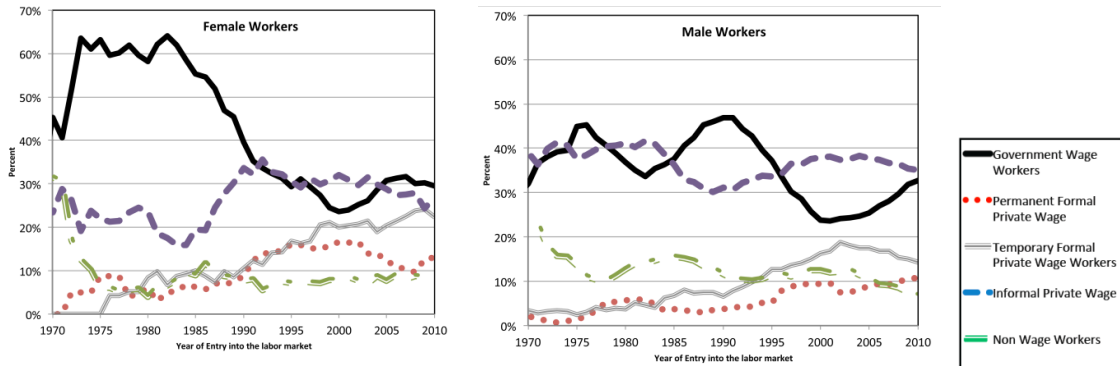 Female Workers
70%
60%
50%
40%
30%
20%
10%
0%
Percent
1970 1975 1980 1985 1990 1995 2000 2005 2010
Year of Entry into the labor market
Male Workers
70%
60%
50%
40%
30%
20%
10%
0%
Percent
1970 1975 1980 1985 1990 1995 2000 2005 2010
Year of Entry into the labor market
Government Wage
Workers
Permanent Formal
Private Wage
Temporary Formal
Private Wage Workers
Informal Private Wage
Non Wage Workers